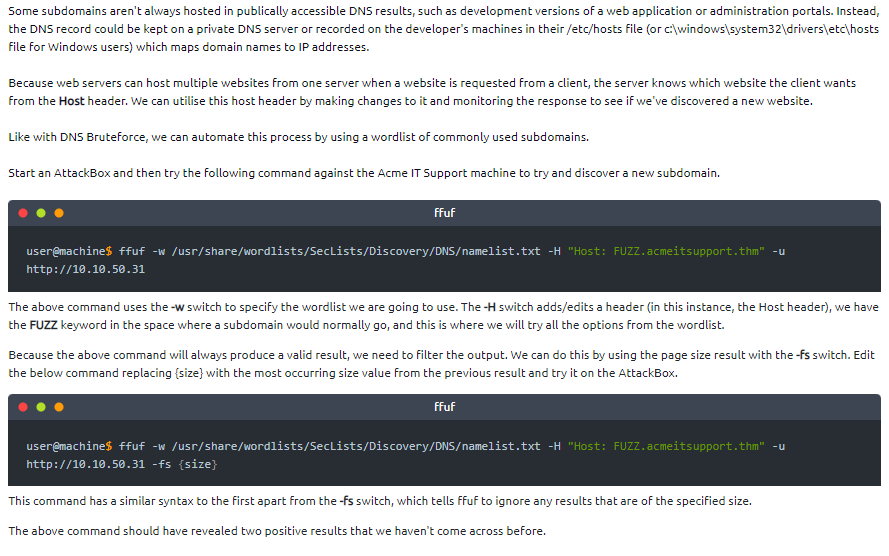 Some subdomains aren't always hosted in publically accessible DNS results, such as development versions of a web application or administration portals. Instead,
the DNS record could be kept on a private DNS server or recorded on the developer's machines in their /etc/hosts file (or c:\windows\system32\drivers\etc\hosts
file for Windows users) which maps domain names to IP addresses.
Because web servers can host multiple websites from one server when a website is requested from a client, the server knows which website the client wants
from the Host header. We can utilise this host header by making changes to it and monitoring the response to see if we've discovered a new website.
Like with DNS Bruteforce, we can automate this process by using a wordlist of commonly used subdomains.
Start an AttackBox and then try the following command against the Acme IT Support machine to try and discover a new subdomain.
ffuf
user@machine$ ffuf -w /usr/share/wordlists/SecLists/Discovery/DNS/namelist.txt -H "Host: FUZZ.acmeitsupport.thm" -u
http://10.10.50.31
The above command uses the -w switch to specify the wordlist we are going to use. The -H switch adds/edits a header (in this instance, the Host header), we have
the FUZZ keyword in the space where a subdomain would normally go, and this is where we will try all the options from the wordlist.
Because the above command will always produce a valid result, we need to filter the output. We can do this by using the page size result with the -fs switch. Edit
the below command replacing {size} with the most occurring size value from the previous result and try it on the AttackBox.
ffuf
user@machine$ ffuf -w /usr/share/wordlists/SecLists/Discovery/DNS/namelist.txt -H "Host: FUZZ.acmeitsupport.thm" -u
http://10.10.50.31 -fs {size}
This command has a similar syntax to the first apart from the -fs switch, which tells ffuf to ignore any results that are of the specified size.
The above command should have revealed two positive results that we haven't come across before.